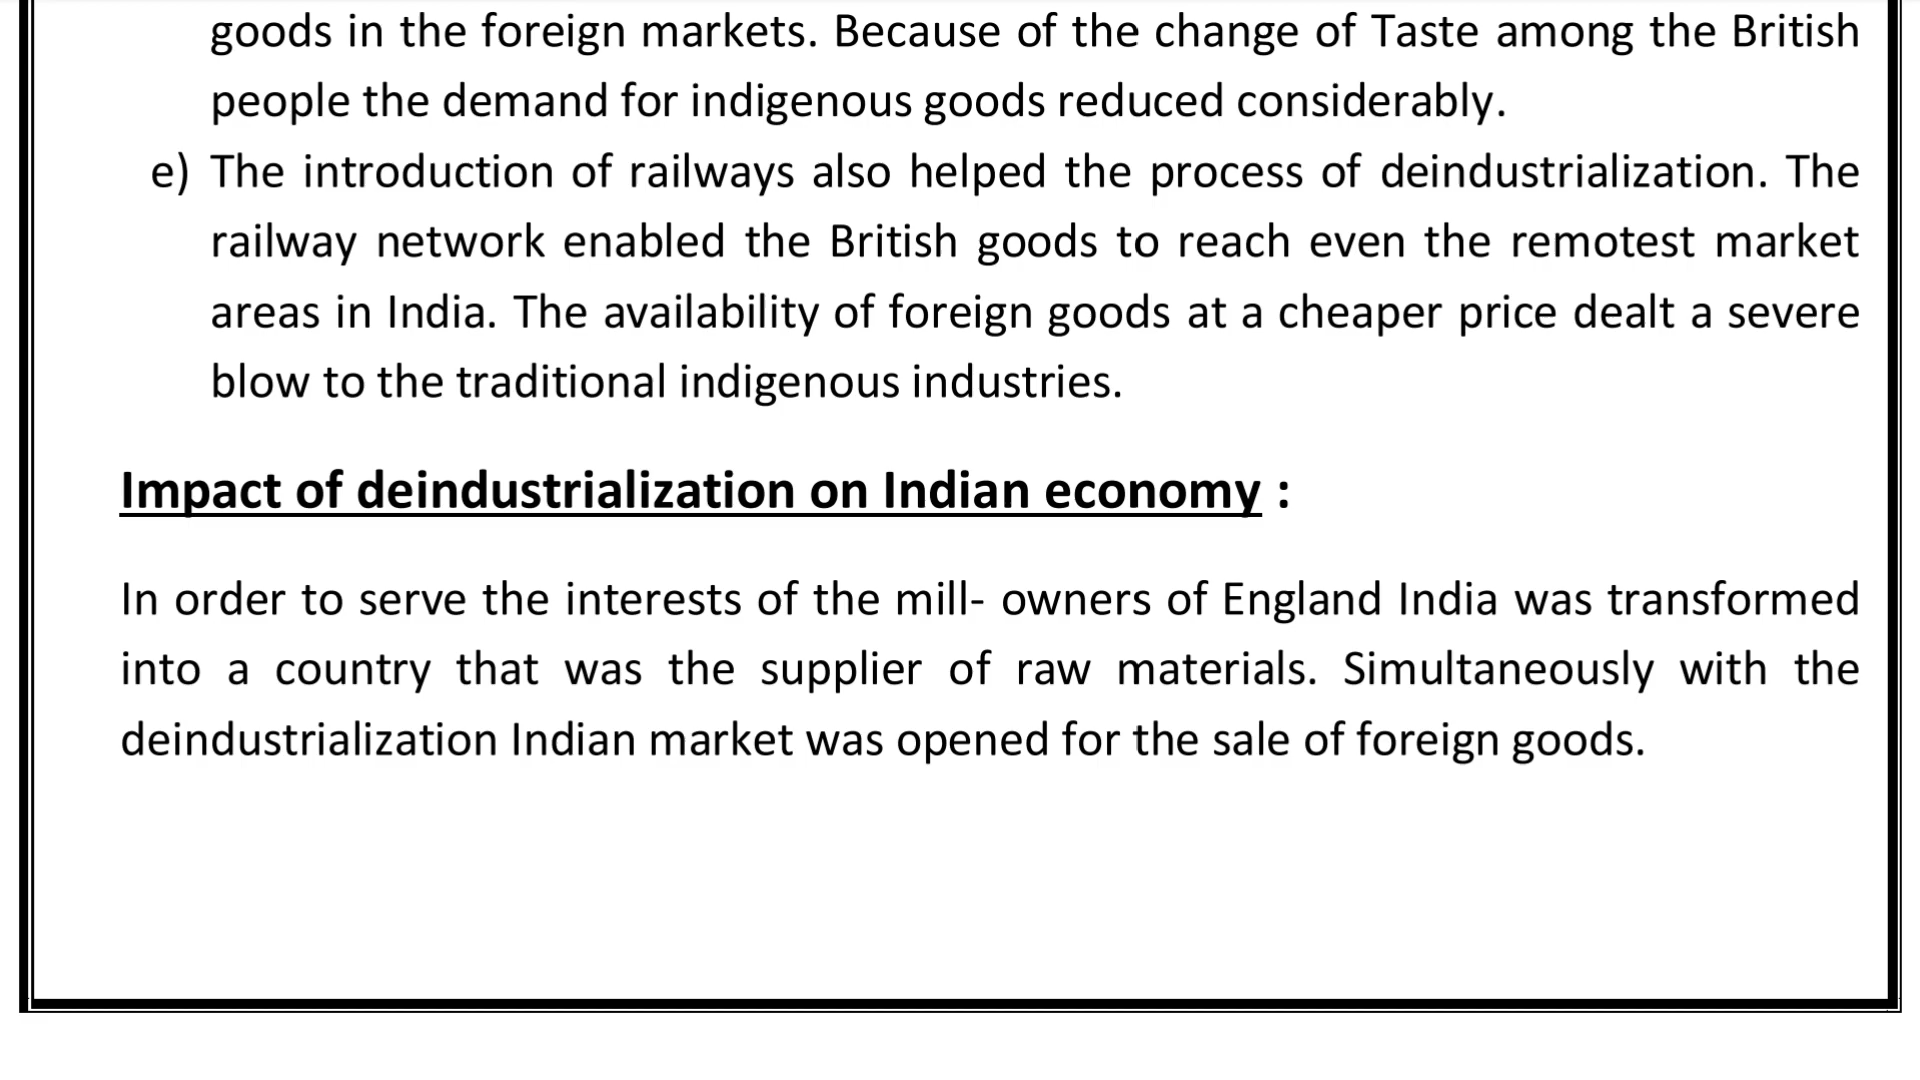 goods in the foreign markets. Because of the change of Taste among the British
people the demand for indigenous goods reduced considerably.
e) The introduction of railways also helped the process of deindustrialization. The
railway network enabled the British goods to reach even the remotest market
areas in India. The availability of foreign goods at a cheaper price dealt a severe
blow to the traditional indigenous industries.
Impact of deindustrialization on Indian economy :
In order to serve the interests of the mill- owners of England India was transformed
into a country that was the supplier of raw materials. Simultaneously with the
deindustrialization Indian market was opened for the sale of foreign goods.